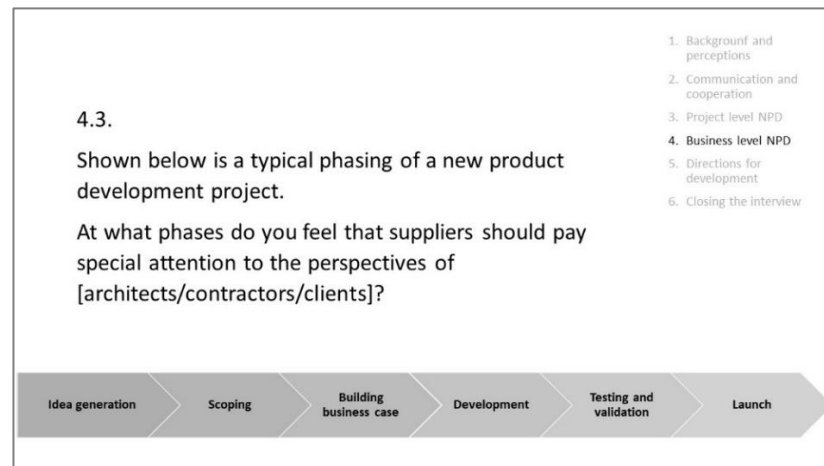 1. Backgrounf and
perceptions
2. Communication and
cooperation
3. Project level NPD
4. Business level NPD
5. Directions for
development
6. Closing the interview
4.3.
Shown below is a typical phasing of a new product
development project.
At what phases do you feel that suppliers should pay
special attention to the perspectives of
[architects/contractors/clients]?
Idea generation
Scoping
Building
business case
Development
Testing and
validation
Launch